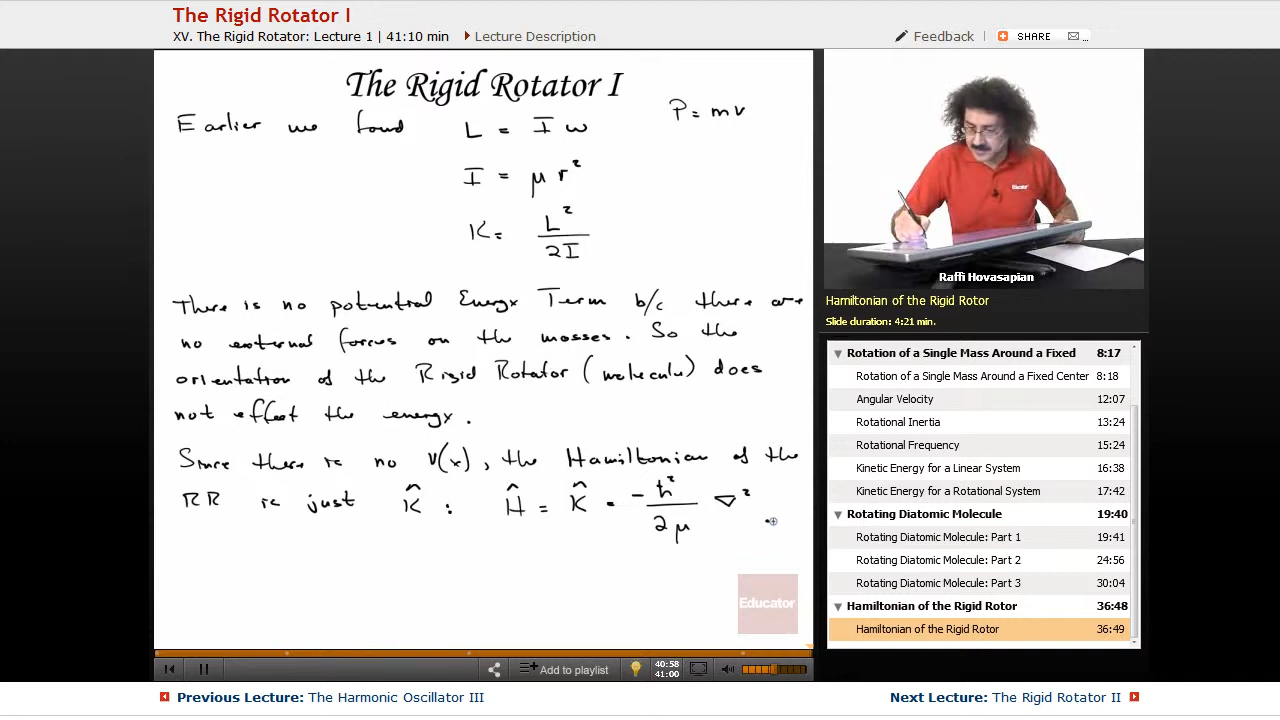 The Rigid Rotator I
XV. The Rigid Rotator: Lecture 1 | 41:10 min
Lecture Description
Feedback
SHARE
The Rigid Rotator I
Earlier we found L = I ω
P = mv
I = μ r²
K = L² / 2I
There is no potential Energy Term b/c there are
no external forces on the masses. So the
orientation of the Rigid Rotator (molecule) does
not effect the energy.
Since there is no V(x), the Hamiltonian of the
RR is just K̂ : Ĥ = K̂ = -ħ² / 2μ ∇²
Educator
Educator
Raffi Hovasapian
Hamiltonian of the Rigid Rotor
Slide duration: 4:21 min.
Rotation of a Single Mass Around a Fixed 8:17
Rotation of a Single Mass Around a Fixed Center 8:18
Angular Velocity 12:07
Rotational Inertia 13:24
Rotational Frequency 15:24
Kinetic Energy for a Linear System 16:38
Kinetic Energy for a Rotational System 17:42
Rotating Diatomic Molecule 19:40
Rotating Diatomic Molecule: Part 1 19:41
Rotating Diatomic Molecule: Part 2 24:56
Rotating Diatomic Molecule: Part 3 30:04
Hamiltonian of the Rigid Rotor 36:48
Hamiltonian of the Rigid Rotor 36:49
Add to playlist
40:58
41:00
Previous Lecture: The Harmonic Oscillator III
Next Lecture: The Rigid Rotator II